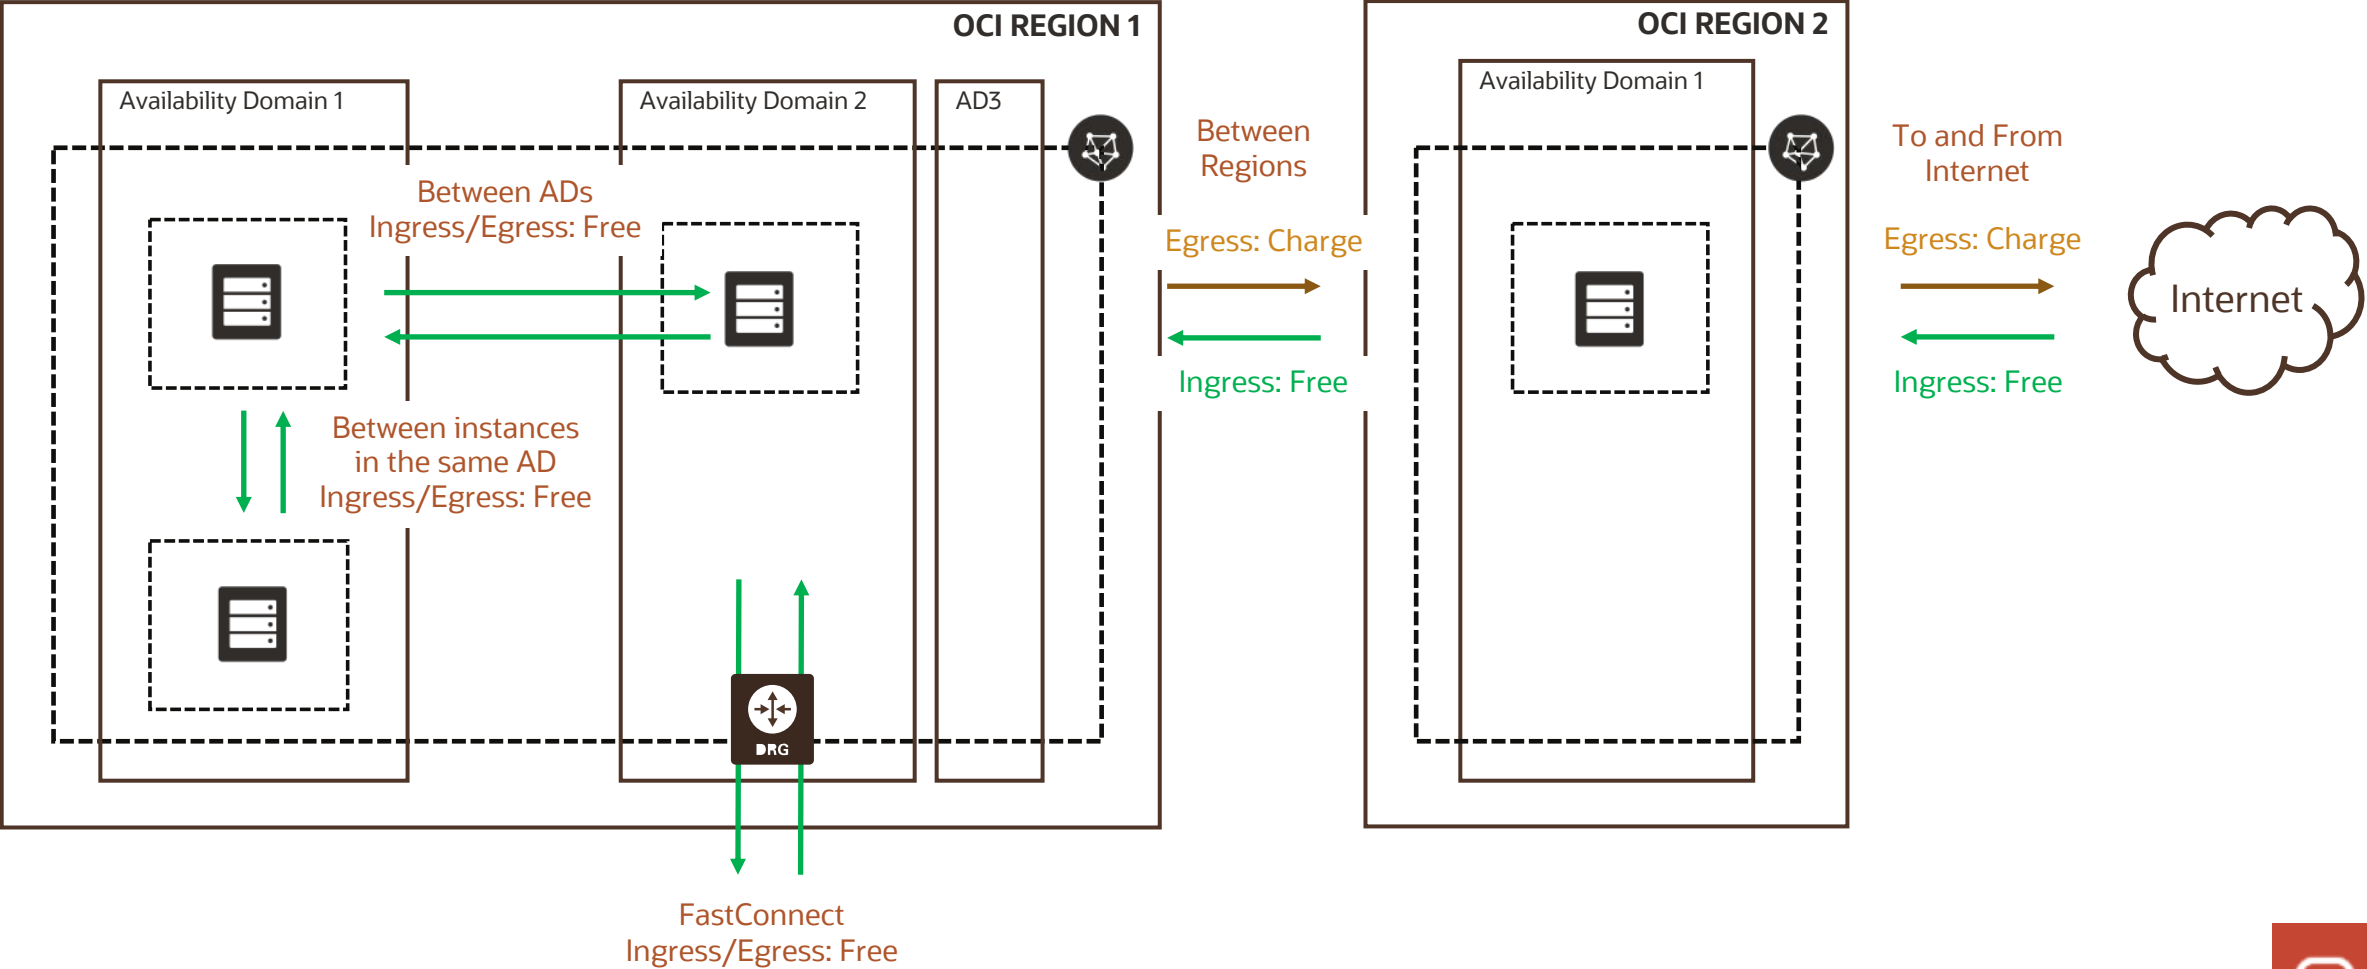 OCI REGION 1
OCI REGION 2
Availability Domain 1
Availability Domain 2
AD3
Availability Domain 1
Between ADs
Ingress/Egress: Free
Between
Regions
Egress: Charge
Ingress: Free
To and From
Internet
Egress: Charge
Ingress: Free
Internet
Between instances
in the same AD
Ingress/Egress: Free
DRG
FastConnect
Ingress/Egress: Free